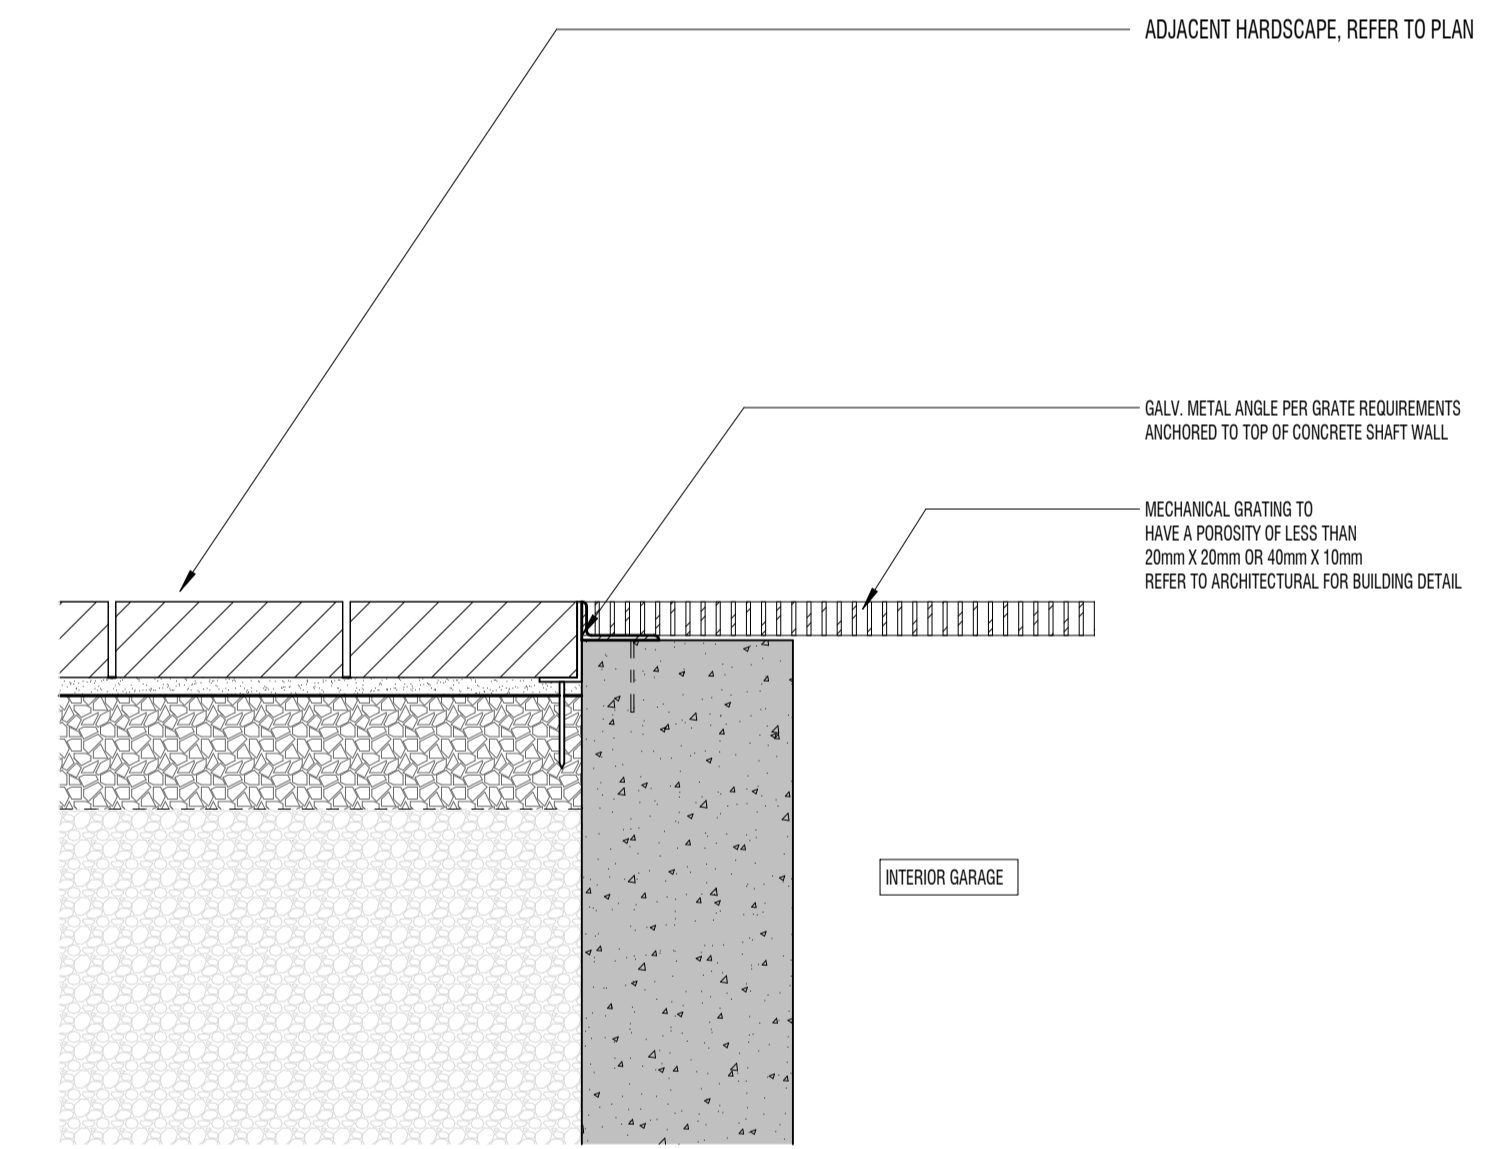 ADJACENT HARDSCAPE, REFER TO PLAN
GALV. METAL ANGLE PER GRATE REQUIREMENTS
ANCHORED TO TOP OF CONCRETE SHAFT WALL
MECHANICAL GRATING TO
HAVE A POROSITY OF LESS THAN
20mm X 20mm OR 40mm X 10mm
REFER TO ARCHITECTURAL FOR BUILDING DETAIL
INTERIOR GARAGE